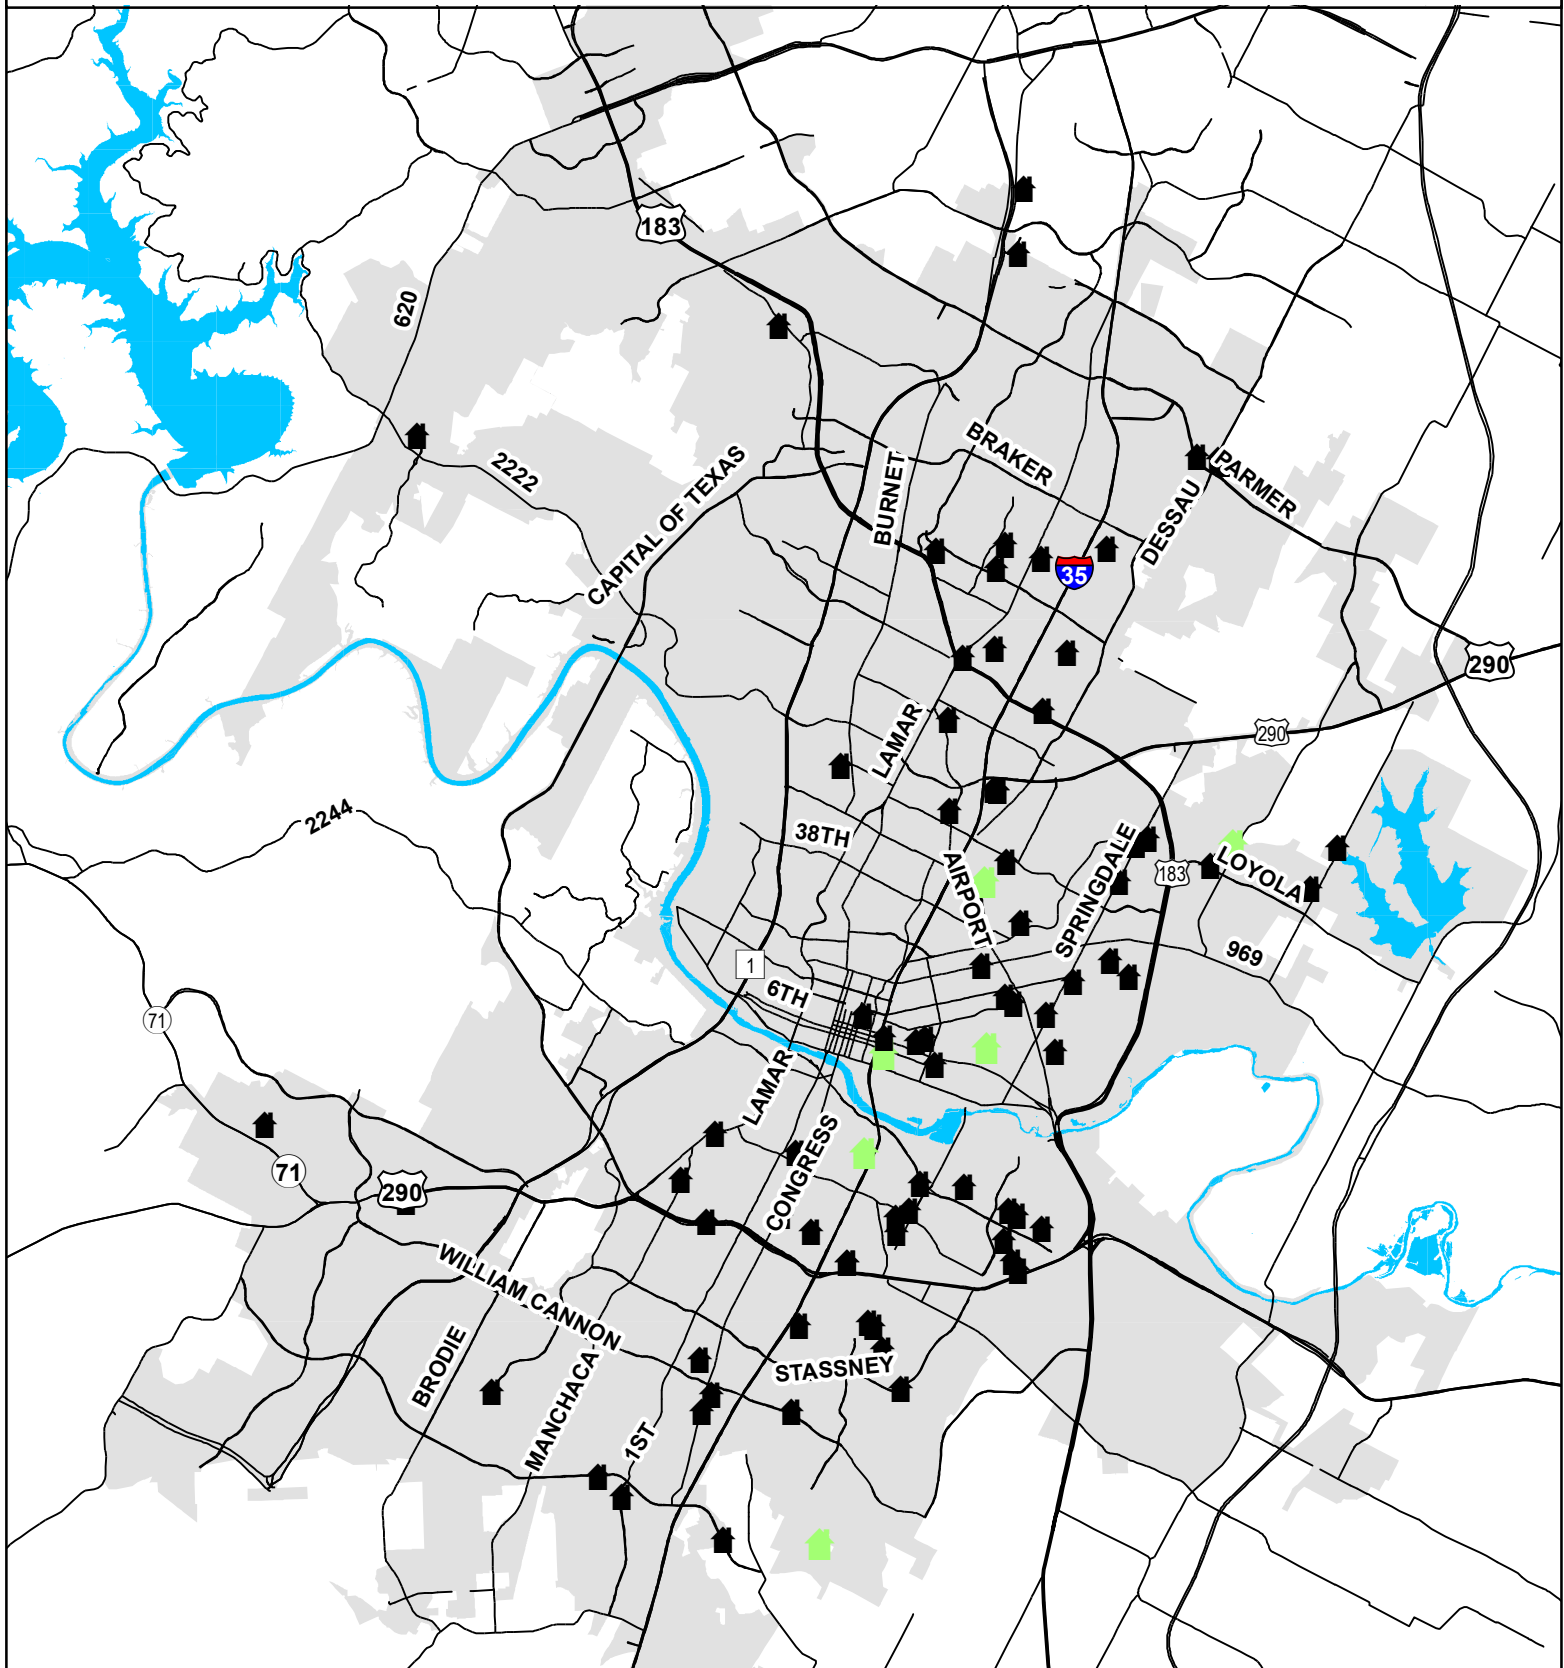 183
620
BRAKER
2222
CAPITAL OF TEXAS
BURNET
PARMER
DESSAU
35
290
LAMAR
290
2244
38TH
AIRPORT
SPRINGDALE
183
LOYOLA
969
1
6TH
71
LAMAR
CONGRESS
71
290
WILLIAM CANNON
BRODIE
MANCHACA
STASSNEY
1ST